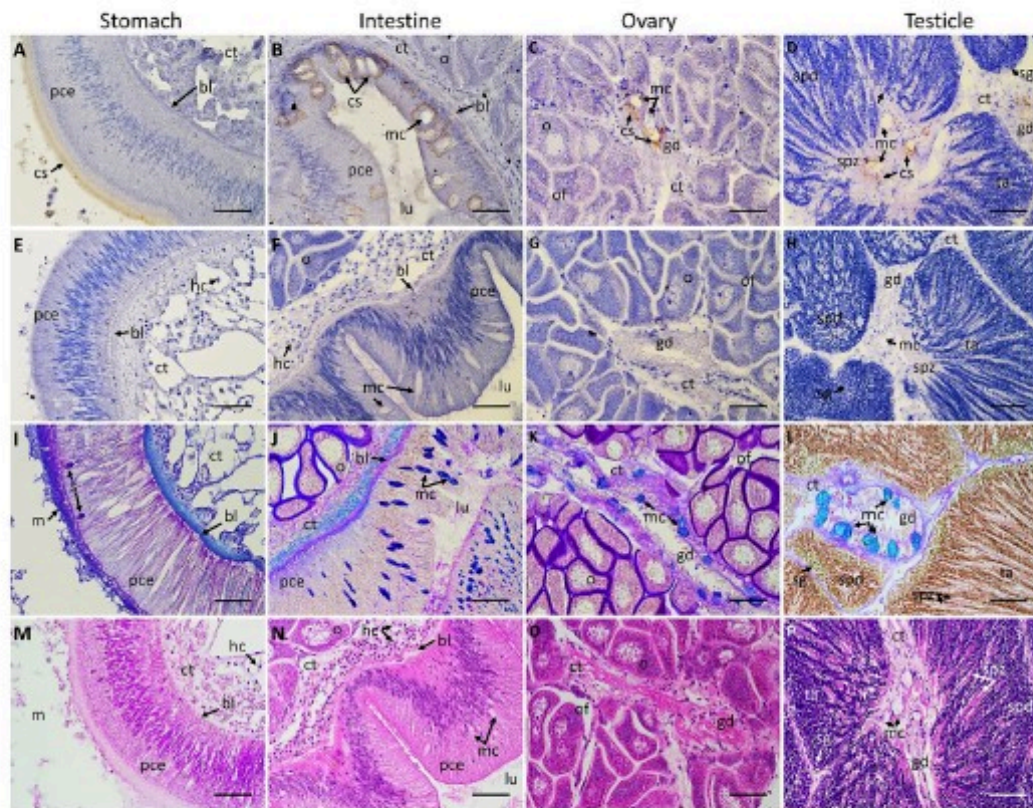 Stomach Intestine Ovary Testicle
A ct bl pce cs
B ct o cs bl mc pce lu
C mc o cs gd of ct
D spd sg ct mc spz cs ta
E hc pce bl ct
F o bl ct pce hc mc lu
G o of gd ct
H ct gd spd mc ta spz sg
I ct m bl pce
J bl o mc lu ct pce
K ct of mc gd o
ct mc gd sg spd ta
M hc ct bl m pce
N o hc bl ct mc pce lu
o ct of gd
ct mc gd